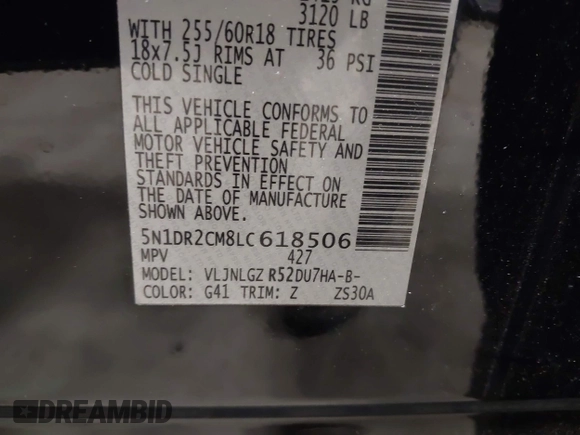 3120 LB
WITH 255/60R18 TIRES
18x7.5J RIMS AT 36 PSI
COLD SINGLE
THIS VEHICLE CONFORMS TO
ALL APPLICABLE FEDERAL
MOTOR VEHICLE SAFETY AND
THEFT PREVENTION
STANDARDS IN EFFECT ON
THE DATE OF MANUFACTURE
SHOWN ABOVE.
5N1DR2CM8LC618506
MPV 427
MODEL: VLJNLGZ R52DU7HA-B-
COLOR: G41 TRIM: Z ZS30A
DREAMBID